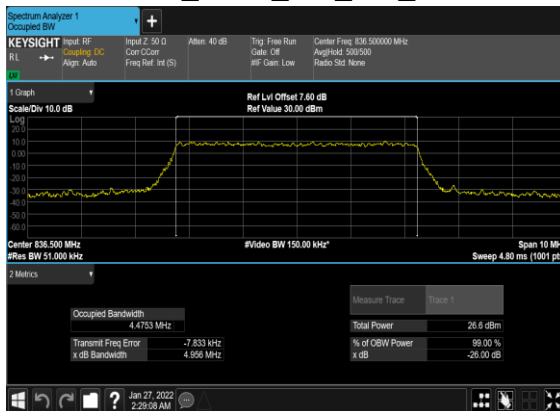 Spectrum Analyzer 1
Occupied BW
KEYSIGHT
RL
Input: RF
Coupling: DC
Align: Auto
Input Z: 50 Ω
Corr CCorr
Freq Ref: Int (S)
Atten: 40 dB
Trig: Free Run
Gate: Off
#IF Gain: Low
Center Freq: 836.500000 MHz
Avg|Hold: 500/500
Radio Std: None
1 Graph
Scale/Div 10.0 dB
Ref Lvl Offset 7.60 dB
Ref Value 30.00 dBm
Log
20.0
10.0
0.00
-10.0
-20.0
-30.0
-40.0
-50.0
-60.0
Center 836.500 MHz
#Video BW 150.00 kHz*
Span 10 MH
#Res BW 51.000 kHz
Sweep 4.80 ms (1001 pts
2 Metrics
Measure Trace
Trace 1
Occupied Bandwidth
4.4753 MHz
Total Power
26.6 dBm
Transmit Freq Error
-7.833 kHz
% of OBW Power
99.00 %
x dB Bandwidth
4.956 MHz
x dB
-26.00 dB
?
Jan 27, 2022
2:29:08 AM